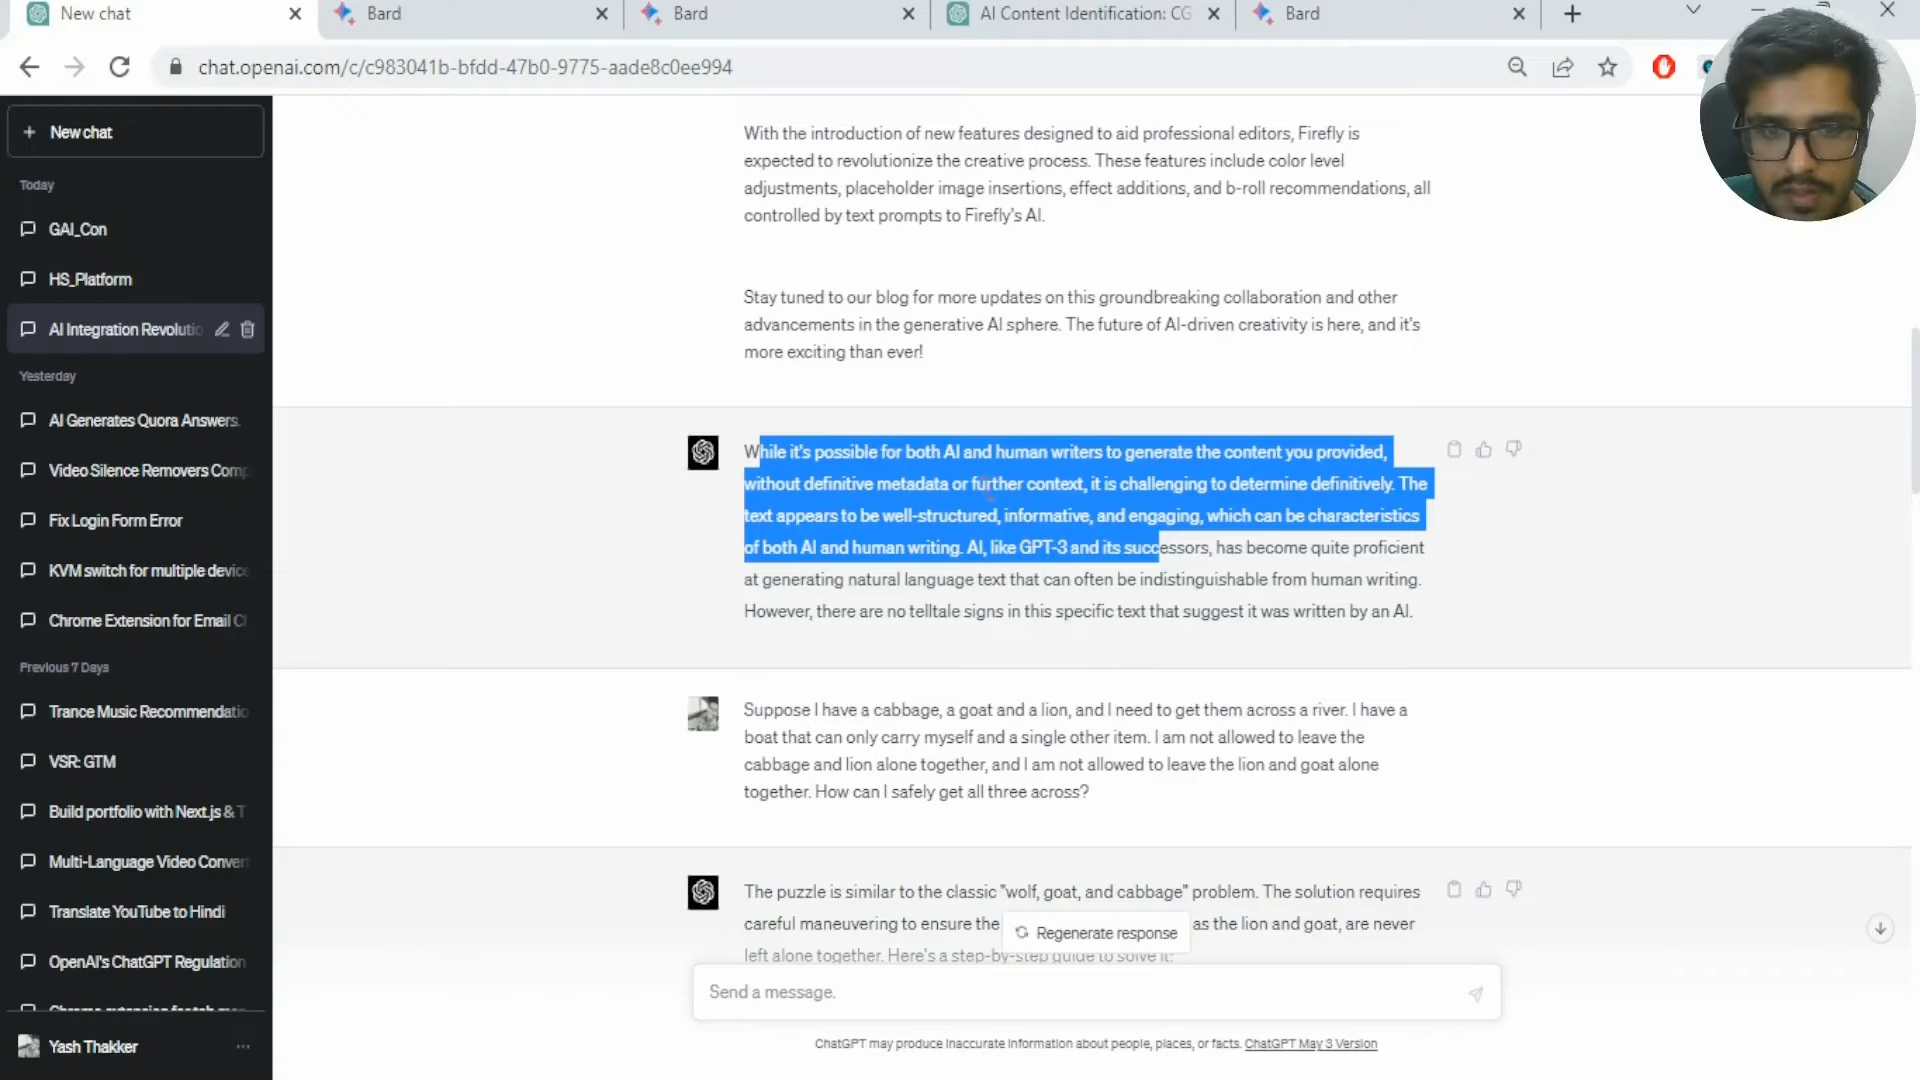 New chat
Bard
Bard
AI Content Identification: CG
Bard
chat.openai.com/c/c983041b-bfdd-47b0-9775-aade8c0ee994
+ New chat
Today
GAI_Con
HS_Platform
AI Integration Revolutio
Yesterday
AI Generates Quora Answers.
Video Silence Removers Comp
Fix Login Form Error
KVM switch for multiple device
Chrome Extension for Email Cl
Previous 7 Days
Trance Music Recommendatio
VSR: GTM
Build portfolio with Next.js & T
Multi-Language Video Conver
Translate YouTube to Hindi
OpenAI's ChatGPT Regulation
Yash Thakker
With the introduction of new features designed to aid professional editors, Firefly is
expected to revolutionize the creative process. These features include color level
adjustments, placeholder image insertions, effect additions, and b-roll recommendations, all
controlled by text prompts to Firefly's AI.
Stay tuned to our blog for more updates on this groundbreaking collaboration and other
advancements in the generative AI sphere. The future of AI-driven creativity is here, and it's
more exciting than ever!
While it's possible for both AI and human writers to generate the content you provided,
without definitive metadata or further context, it is challenging to determine definitively. The
text appears to be well-structured, informative, and engaging, which can be characteristics
of both AI and human writing. AI, like GPT-3 and its successors, has become quite proficient
at generating natural language text that can often be indistinguishable from human writing.
However, there are no telltale signs in this specific text that suggest it was written by an AI.
Suppose I have a cabbage, a goat and a lion, and I need to get them across a river. I have a
boat that can only carry myself and a single other item. I am not allowed to leave the
cabbage and lion alone together, and I am not allowed to leave the lion and goat alone
together. How can I safely get all three across?
The puzzle is similar to the classic "wolf, goat, and cabbage" problem. The solution requires
careful maneuvering to ensure the as the lion and goat, are never
left alone together. Here's a step-by-step guide to solve it:
Regenerate response
Send a message.
ChatGPT may produce inaccurate information about people, places, or facts. ChatGPT May 3 Version